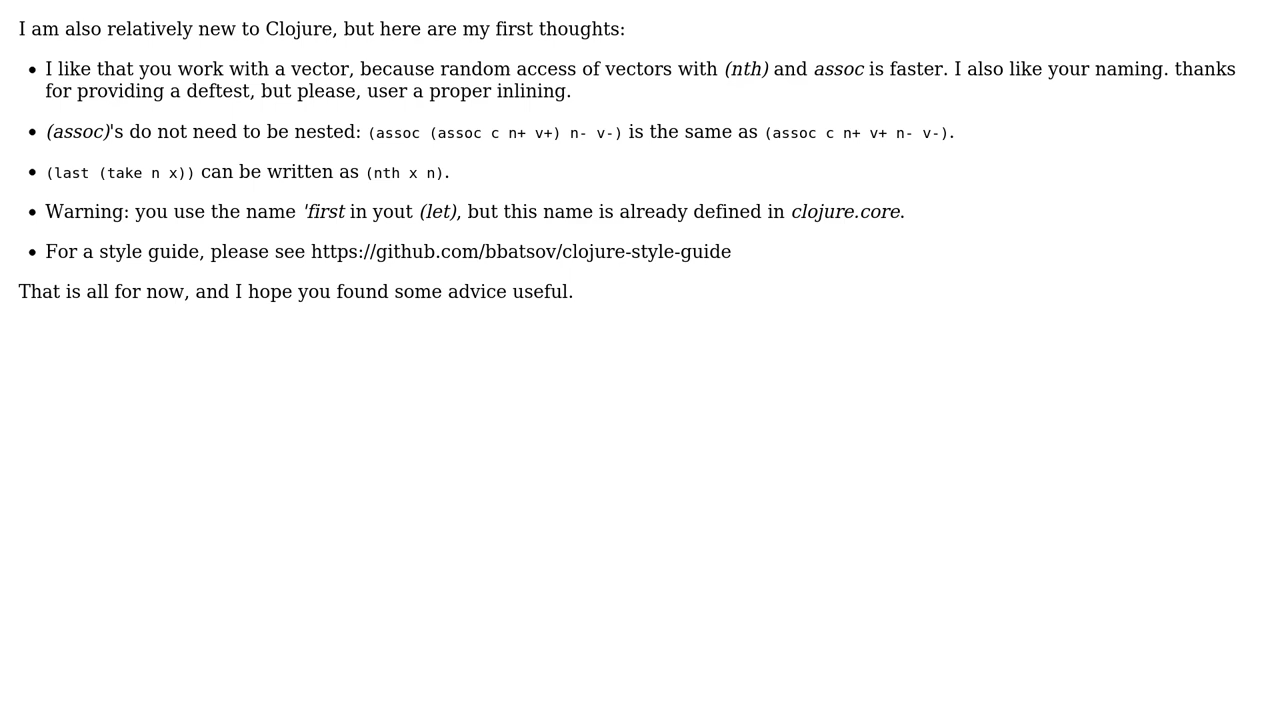 I am also relatively new to Clojure, but here are my first thoughts:
• I like that you work with a vector, because random access of vectors with (nth) and assoc is faster. I also like your naming. thanks
for providing a deftest, but please, user a proper inlining.
• (assoc)'s do not need to be nested: (assoc (assoc c n+ v+) n- v-) is the same as (assoc c n+ v+ n- v-).
• (last (take n x)) can be written as (nth x n).
• Warning: you use the name 'first in yout (let), but this name is already defined in clojure.core.
• For a style guide, please see https://github.com/bbatsov/clojure-style-guide
That is all for now, and I hope you found some advice useful.